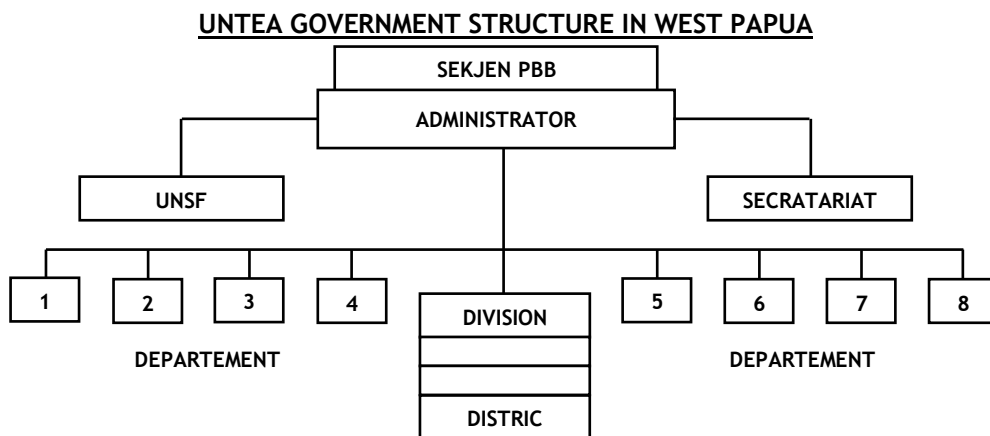 UNTEA GOVERNMENT STRUCTURE IN WEST PAPUA
SEKJEN PBB
ADMINISTRATOR
UNSF
SECRATARIAT
1
2
3
4
5
6
7
8
DIVISION
DEPARTEMENT
DEPARTEMENT
DISTRIC